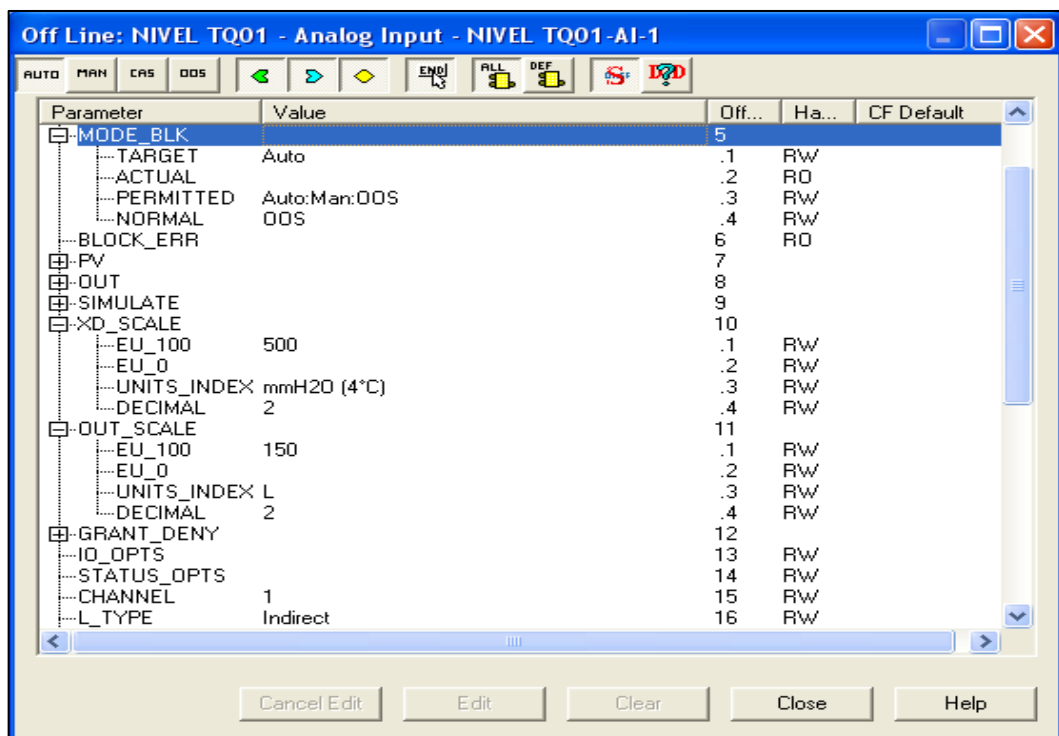 Off Line: NIVEL TQ01 - Analog Input - NIVEL TQ01-AI-1
AUTO MAN CAS OOS END ALL DEF
Parameter Value Off... Ha... CF Default
MODE_BLK 5
TARGET Auto .1 RW
ACTUAL .2 RO
PERMITTED Auto:Man:OOS .3 RW
NORMAL OOS .4 RW
BLOCK_ERR 6 RO
PV 7
OUT 8
SIMULATE 9
XD_SCALE 10
EU_100 500 .1 RW
EU_0 .2 RW
UNITS_INDEX mmH2O (4°C) .3 RW
DECIMAL 2 .4 RW
OUT_SCALE 11
EU_100 150 .1 RW
EU_0 .2 RW
UNITS_INDEX L .3 RW
DECIMAL 2 .4 RW
GRANT_DENY 12
IO_OPTS 13 RW
STATUS_OPTS 14 RW
CHANNEL 1 15 RW
L_TYPE Indirect 16 RW
Cancel Edit Edit Clear Close Help